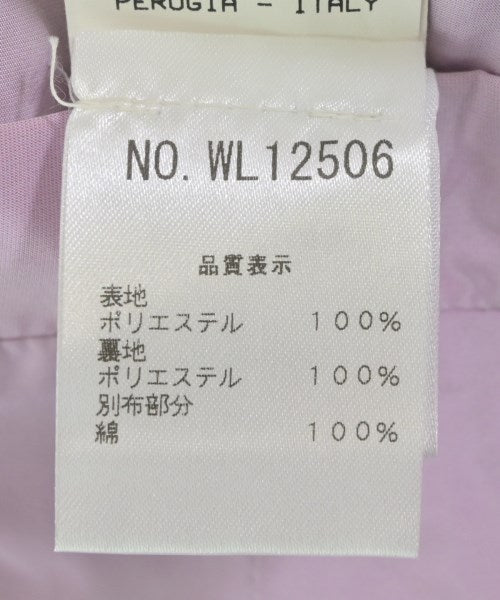 PERUGIA - ITALY
NO. WL12506
品質表示
表地
ポリエステル 100%
裏地
ポリエステル 100%
別布部分
綿 100%